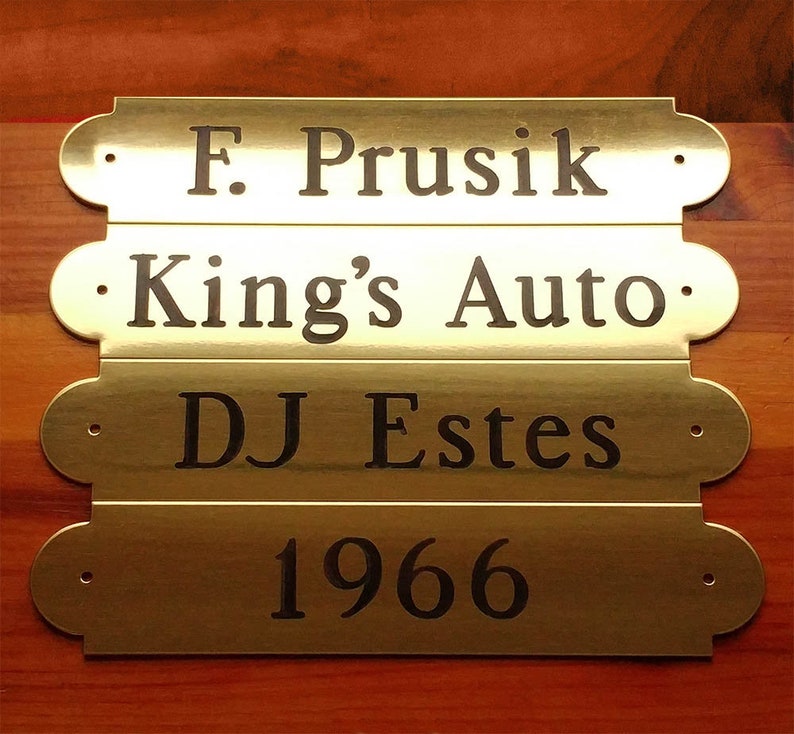 F. Prusik
King's Auto
DJ Estes
1966